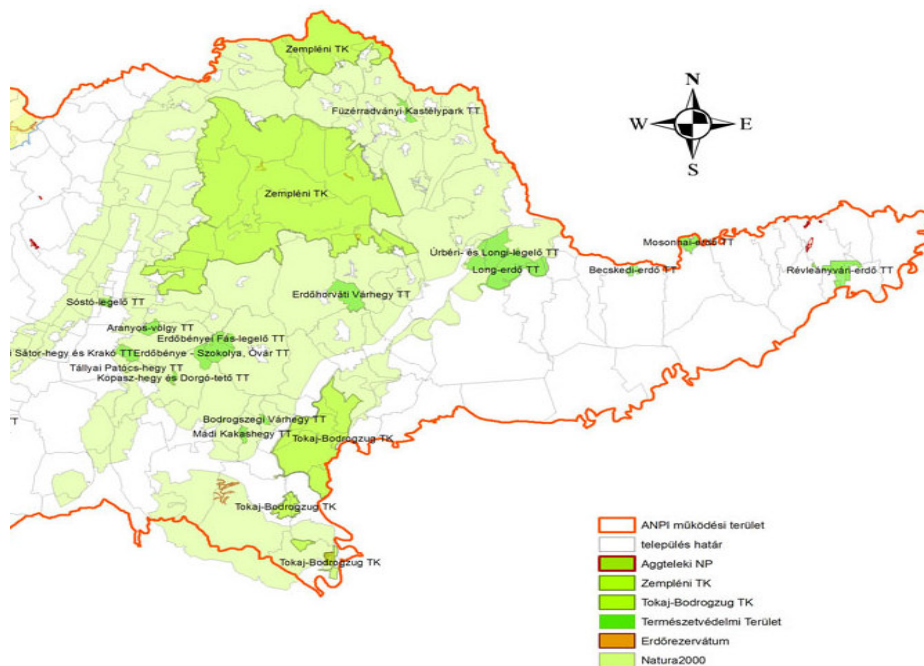 Zempléni TK
Füzérradványi Kastélypark TT
N
W
E
S
Zempléni TK
Mosonnai-erdő TT
Úrbéri- és Longi-legelő TT
Long-erdő TT
Becskedi-erdő TT
Révleányvári-erdő TT
Erdőhorváti Várhegy TT
Sóstó-legelő TT
Aranyos-völgy TT
Erdőbényei Fás-legelő TT
i Sátor-hegy és Krakó TT
Erdőbénye - Szokolya, Óvár TT
Tállyai Patócs-hegy TT
Kopasz-hegy és Dorgó-tető TT
Bodrogszegi Várhegy TT
T
Mádi Kakashegy TT
Tokaj-Bodrogzug TK
Tokaj-Bodrogzug TK
Tokaj-Bodrogzug TK
ANPI működési terület
település határ
Aggteleki NP
Zempléni TK
Tokaj-Bodrogzug TK
Természetvédelmi Terület
Erdőrezervátum
Natura2000